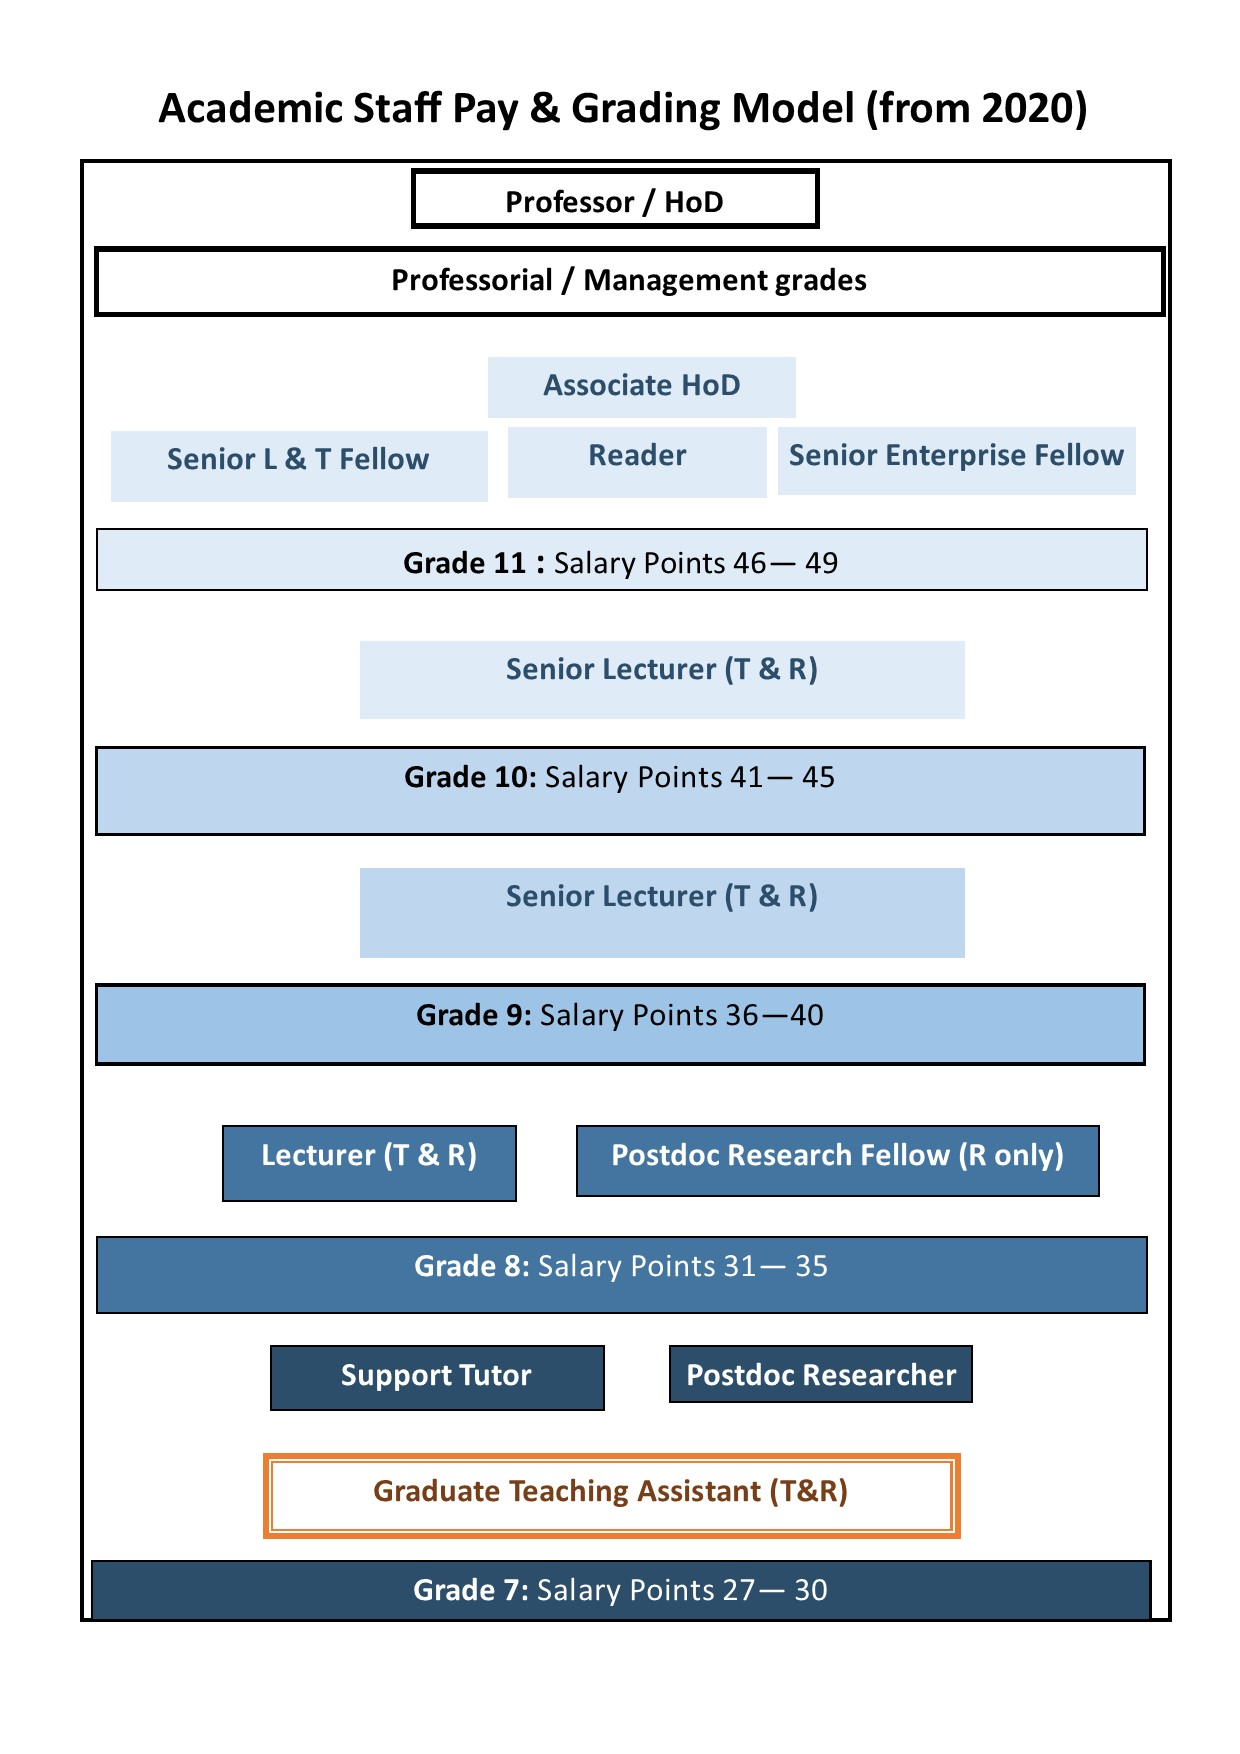 Academic Staff Pay & Grading Model (from 2020)
Professor / HoD
Professorial / Management grades
Associate HoD
Senior L & T Fellow
Reader
Senior Enterprise Fellow
Grade 11 : Salary Points 46— 49
Senior Lecturer (T & R)
Grade 10: Salary Points 41— 45
Senior Lecturer (T & R)
Grade 9: Salary Points 36—40
Lecturer (T & R)
Postdoc Research Fellow (R only)
Grade 8: Salary Points 31— 35
Support Tutor
Postdoc Researcher
Graduate Teaching Assistant (T&R)
Grade 7: Salary Points 27— 30